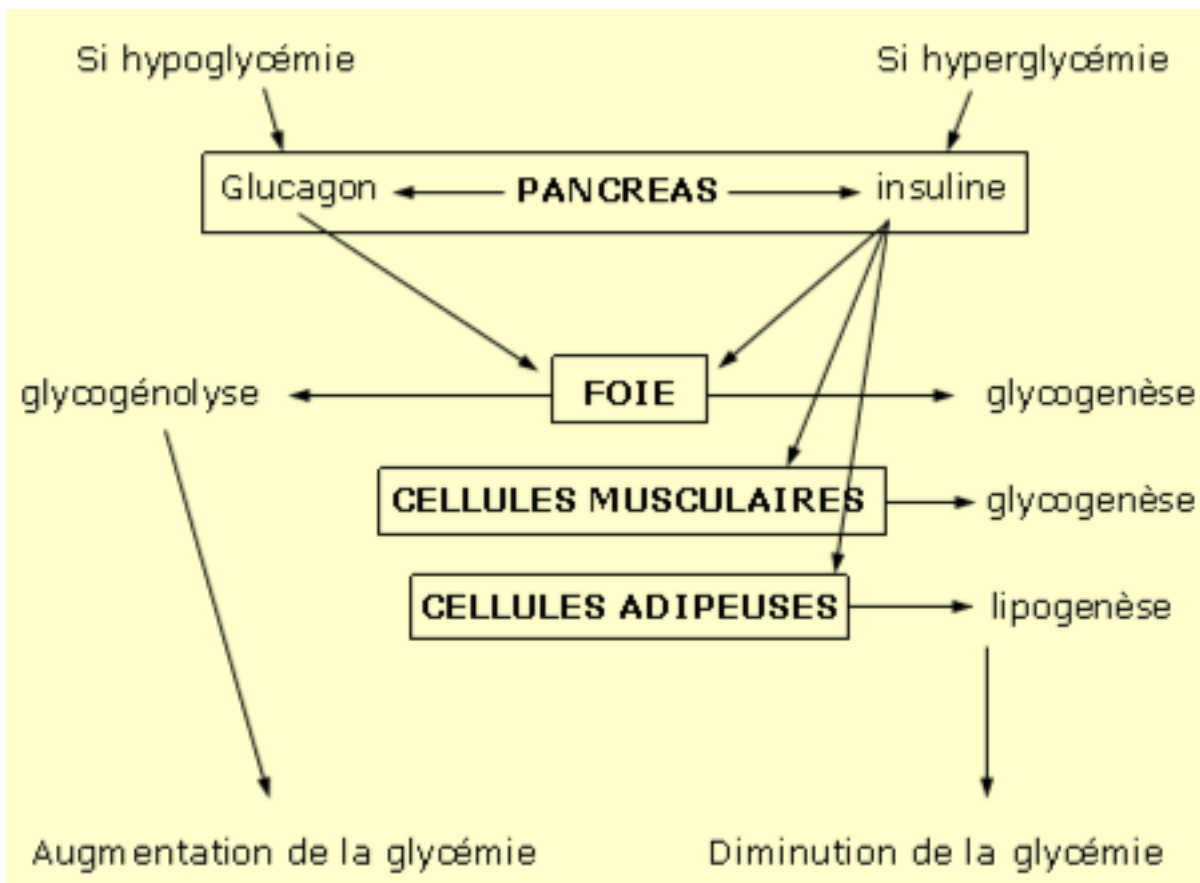 Si hypoglycémie Si hyperglycémie
Glucagon PANCREAS insuline
glycogénolyse FOIE glycogenèse
CELLULES MUSCULAIRES glycogenèse
CELLULES ADIPEUSES lipogenèse
Augmentation de la glycémie Diminution de la glycémie